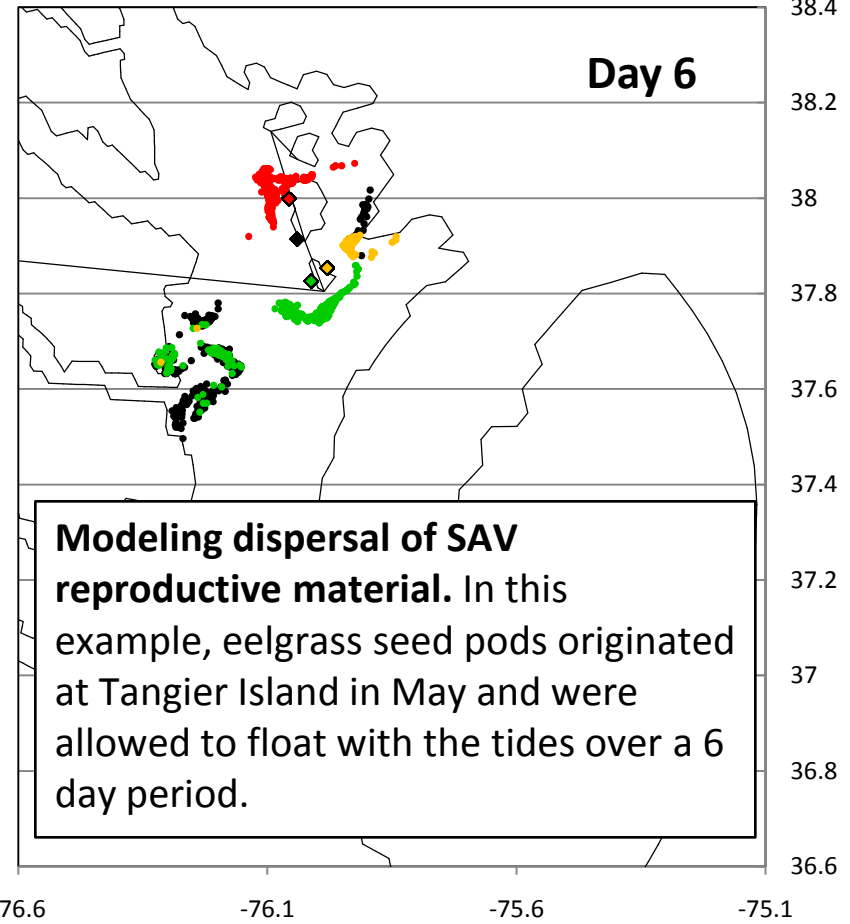 38.4
Day 6
38.2
38
37.8
37.6
37.4
Modeling dispersal of SAV
reproductive material. In this
example, eelgrass seed pods originated
at Tangier Island in May and were
allowed to float with the tides over a 6
day period.
37.2
37
36.8
36.6
76.6
-76.1
-75.6
-75.1